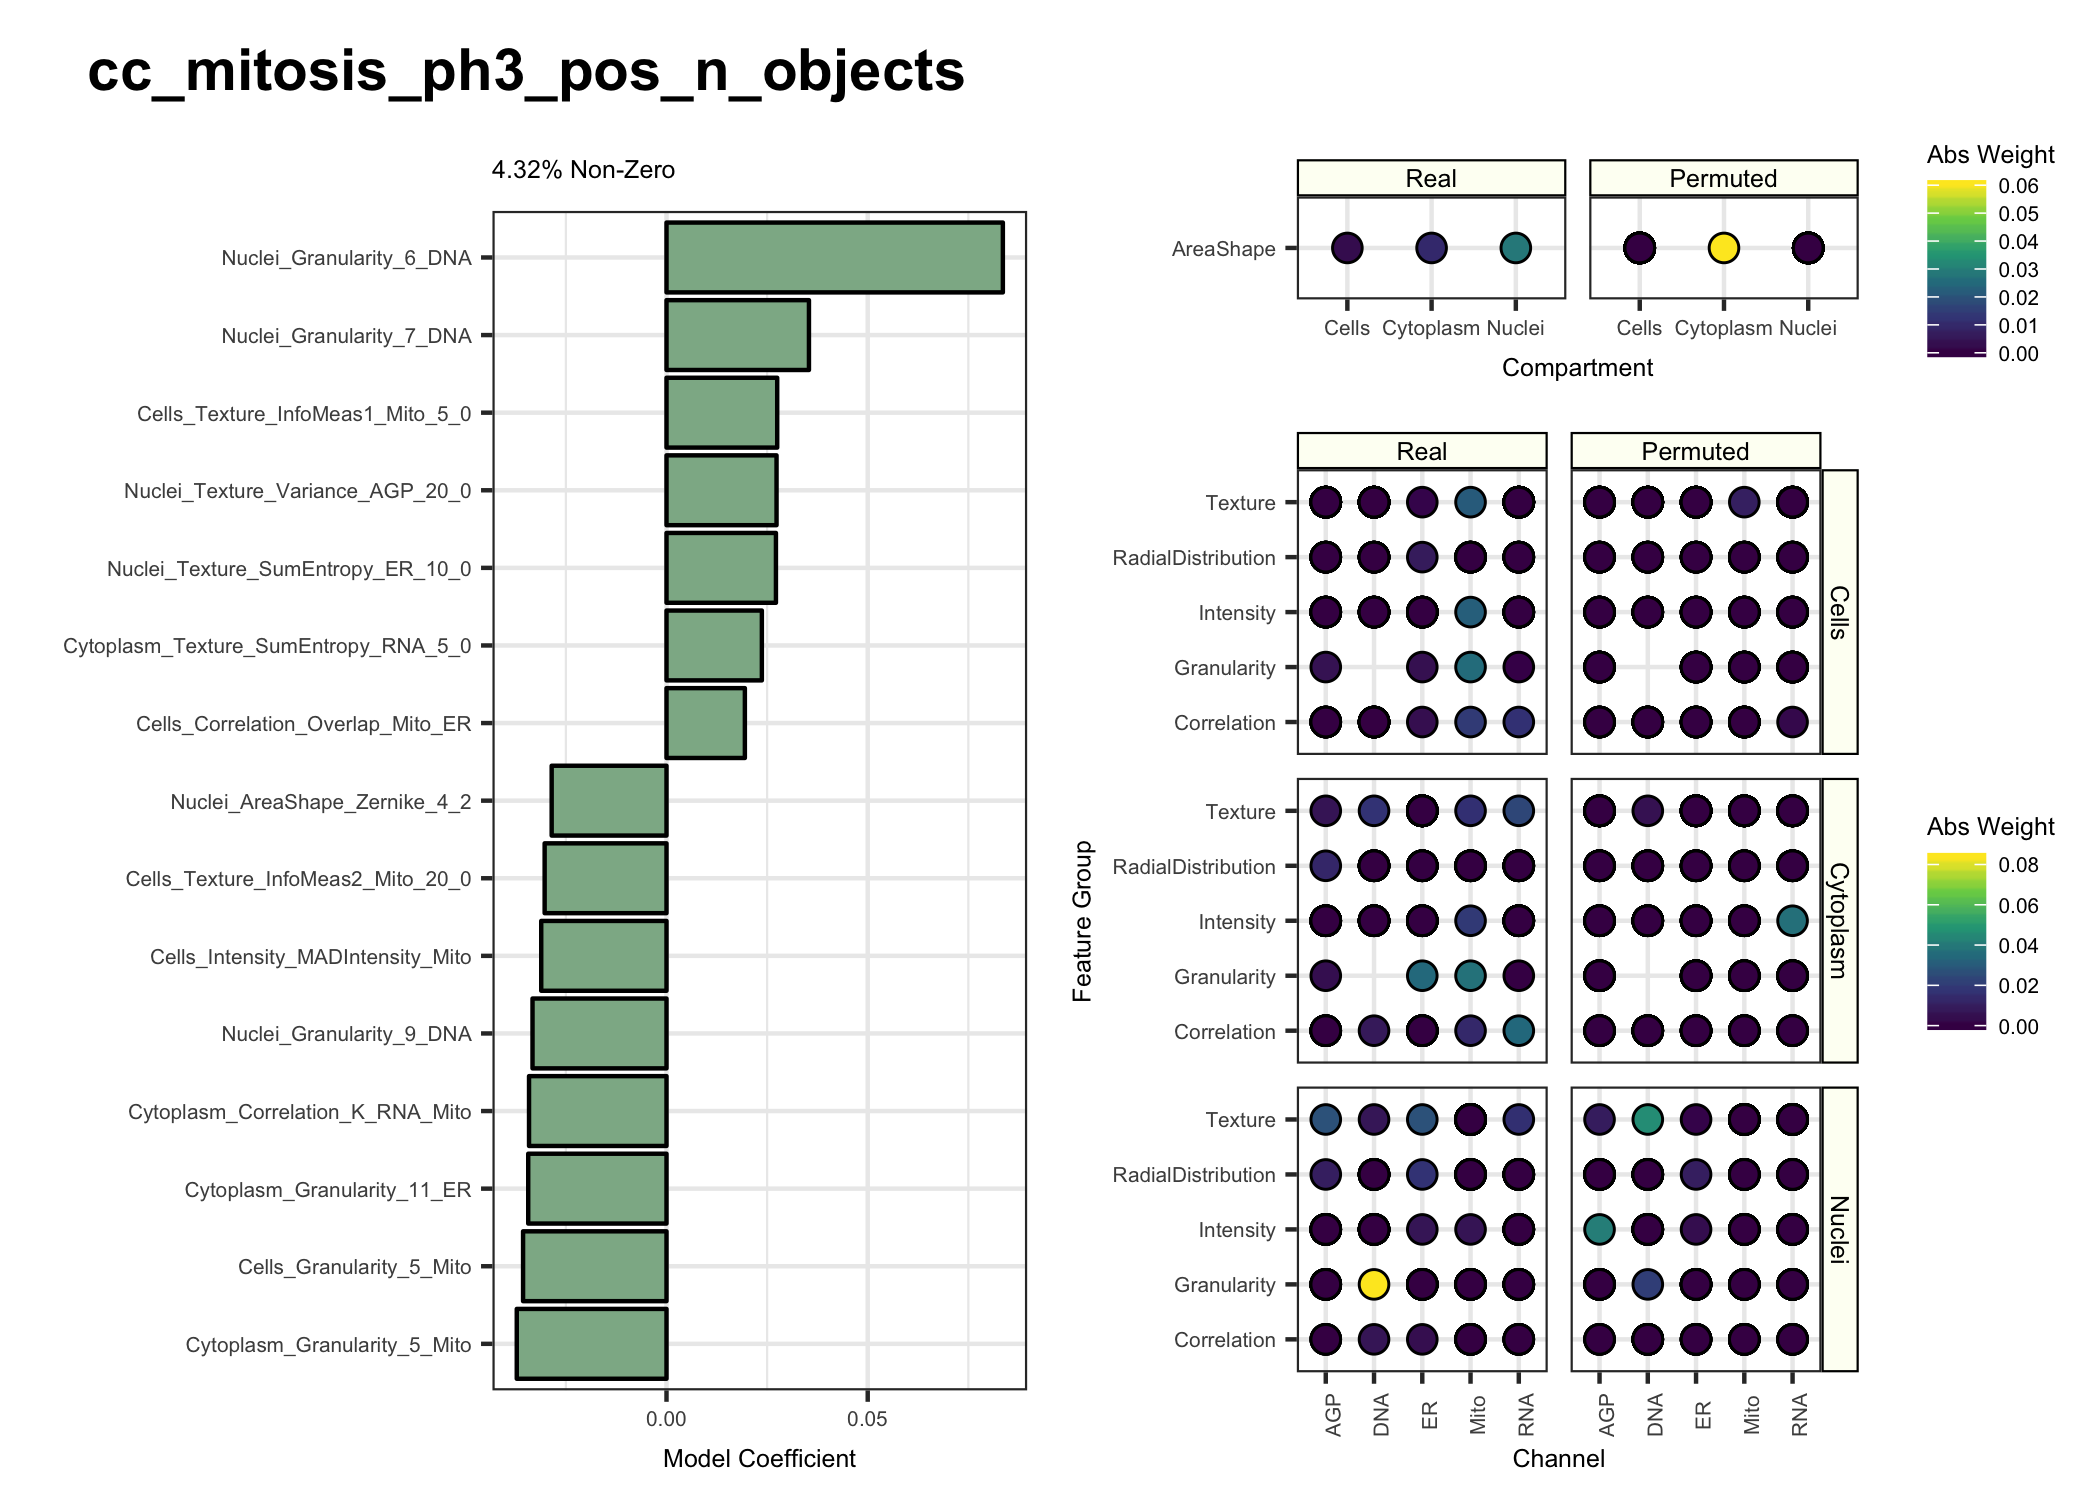 cc_mitosis_ph3_pos_n_objects
4.32% Non-Zero
Nuclei_Granularity_6_DNA
Nuclei_Granularity_7_DNA
Cells_Texture_InfoMeas1_Mito_5_0
Nuclei_Texture_Variance_AGP_20_0
Nuclei_Texture_SumEntropy_ER_10_0
Cytoplasm_Texture_SumEntropy_RNA_5_0
Cells_Correlation_Overlap_Mito_ER
Nuclei_AreaShape_Zernike_4_2
Cells_Texture_InfoMeas2_Mito_20_0
Cells_Intensity_MADIntensity_Mito
Nuclei_Granularity_9_DNA
Cytoplasm_Correlation_K_RNA_Mito
Cytoplasm_Granularity_11_ER
Cells_Granularity_5_Mito
Cytoplasm_Granularity_5_Mito
0.00 0.05
Model Coefficient
Real Permuted
AreaShape
Cells Cytoplasm Nuclei Cells Cytoplasm Nuclei
Compartment
Abs Weight
0.06
0.05
0.04
0.03
0.02
0.01
0.00
Real Permuted
Feature Group
Texture
RadialDistribution
Intensity
Granularity
Correlation
Cells
Texture
RadialDistribution
Intensity
Granularity
Correlation
Cytoplasm
Texture
RadialDistribution
Intensity
Granularity
Correlation
Nuclei
AGP DNA ER Mito RNA AGP DNA ER Mito RNA
Channel
Abs Weight
0.08
0.06
0.04
0.02
0.00